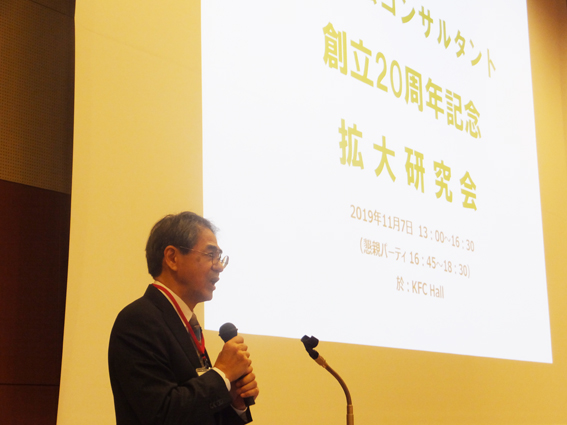 コンサルタント
創立20周年記念
拡大研究会
2019年11月7日 13：00～16：30
（懇親パーティ 16：45～18：30）
於：KFC Hall